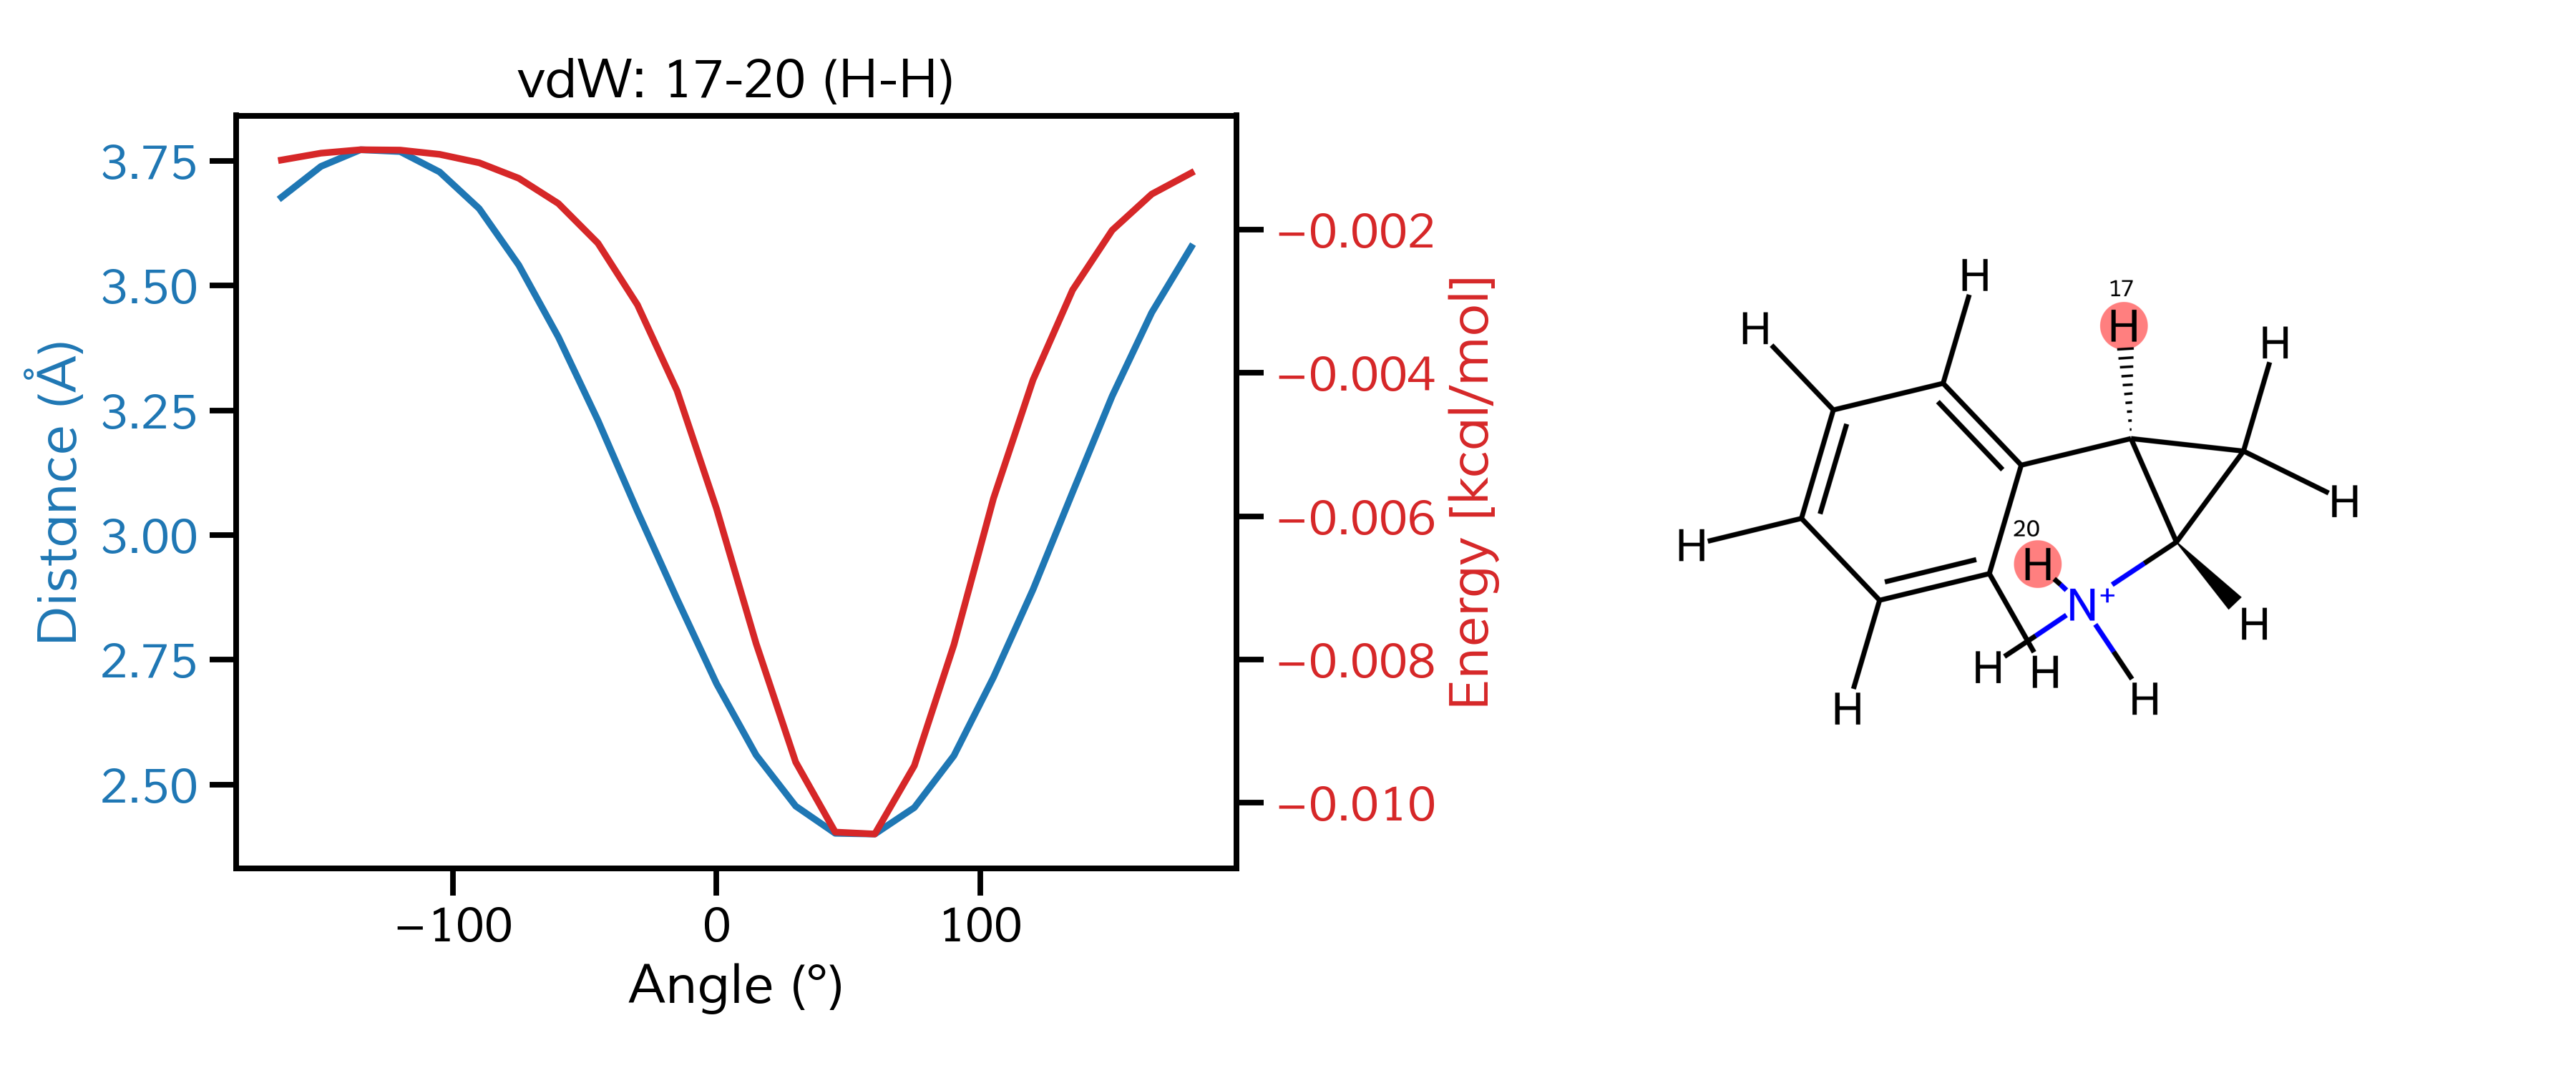 vdW: 17-20 (H-H)
Distance (Å)
3.75
3.50
3.25
3.00
2.75
2.50
−100
0
100
Angle (°)
−0.002
−0.004
−0.006
−0.008
−0.010
Energy [kcal/mol]
H
17
H
H
H
H
H
20
H
H
N+
H
H
H
H
H